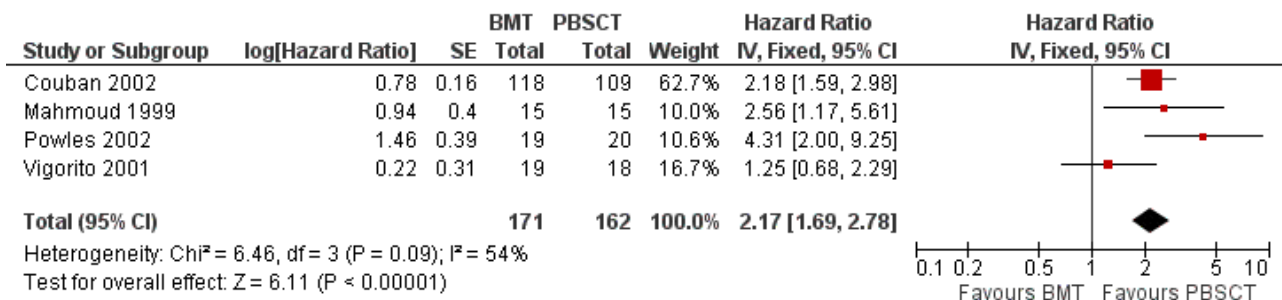 BMT PBSCT Hazard Ratio Hazard Ratio
Study or Subgroup log[Hazard Ratio] SE Total Total Weight IV, Fixed, 95% CI IV, Fixed, 95% CI
Couban 2002 0.78 0.16 118 109 62.7% 2.18 [1.59, 2.98]
Mahmoud 1999 0.94 0.4 15 15 10.0% 2.56 [1.17, 5.61]
Powles 2002 1.46 0.39 19 20 10.6% 4.31 [2.00, 9.25]
Vigorito 2001 0.22 0.31 19 18 16.7% 1.25 [0.68, 2.29]
Total (95% CI) 171 162 100.0% 2.17 [1.69, 2.78]
Heterogeneity: Chi² = 6.46, df = 3 (P = 0.09); I² = 54%
Test for overall effect: Z = 6.11 (P < 0.00001)
0.1 0.2 0.5 1 2 5 10
Favours BMT Favours PBSCT